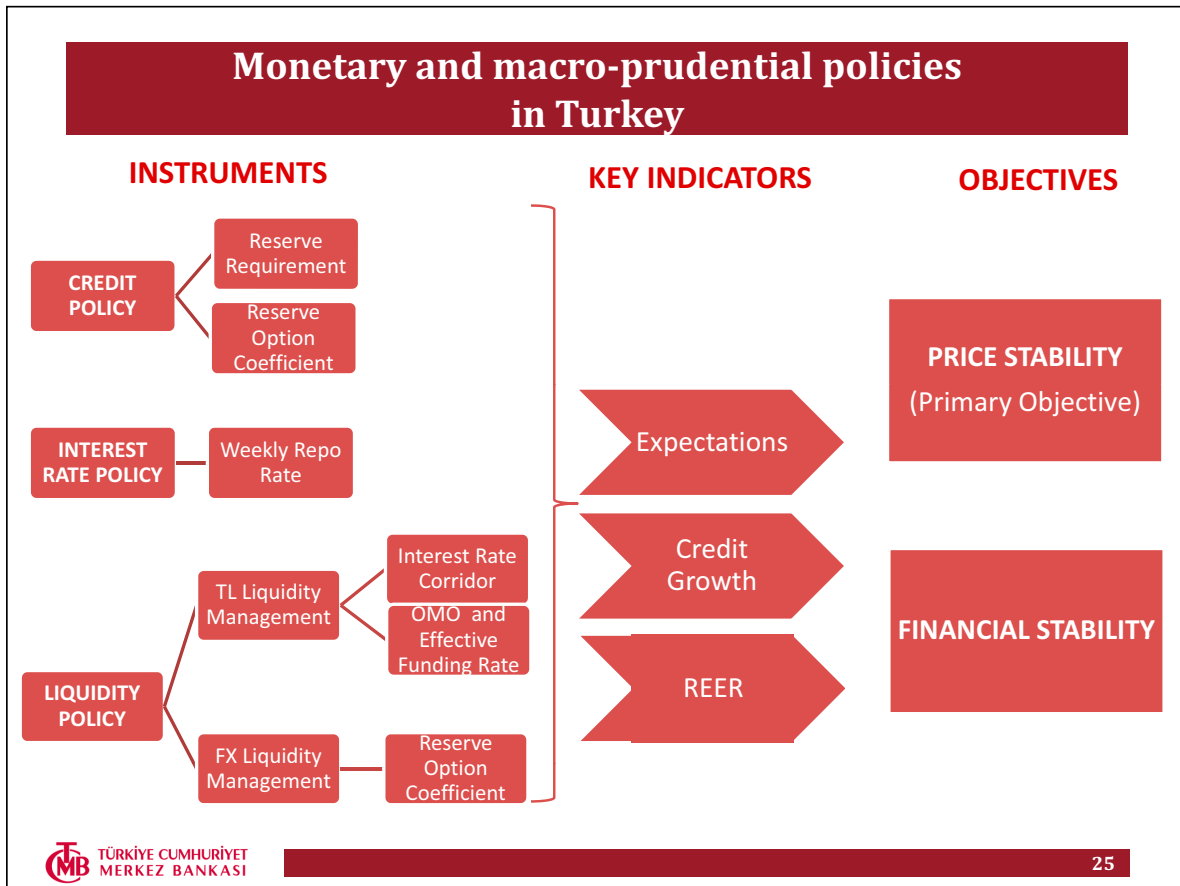 Monetary and macro-prudential policies
in Turkey
INSTRUMENTS
KEY INDICATORS
OBJECTIVES
CREDIT
POLICY
Reserve
Requirement
Reserve
Option
Coefficient
INTEREST
RATE POLICY
Weekly Repo
Rate
LIQUIDITY
POLICY
TL Liquidity
Management
Interest Rate
Corridor
OMO and
Effective
Funding Rate
FX Liquidity
Management
Reserve
Option
Coefficient
Expectations
Credit
Growth
REER
PRICE STABILITY
(Primary Objective)
FINANCIAL STABILITY
TCMB
TÜRKİYE CUMHURİYET
MERKEZ BANKASI
25